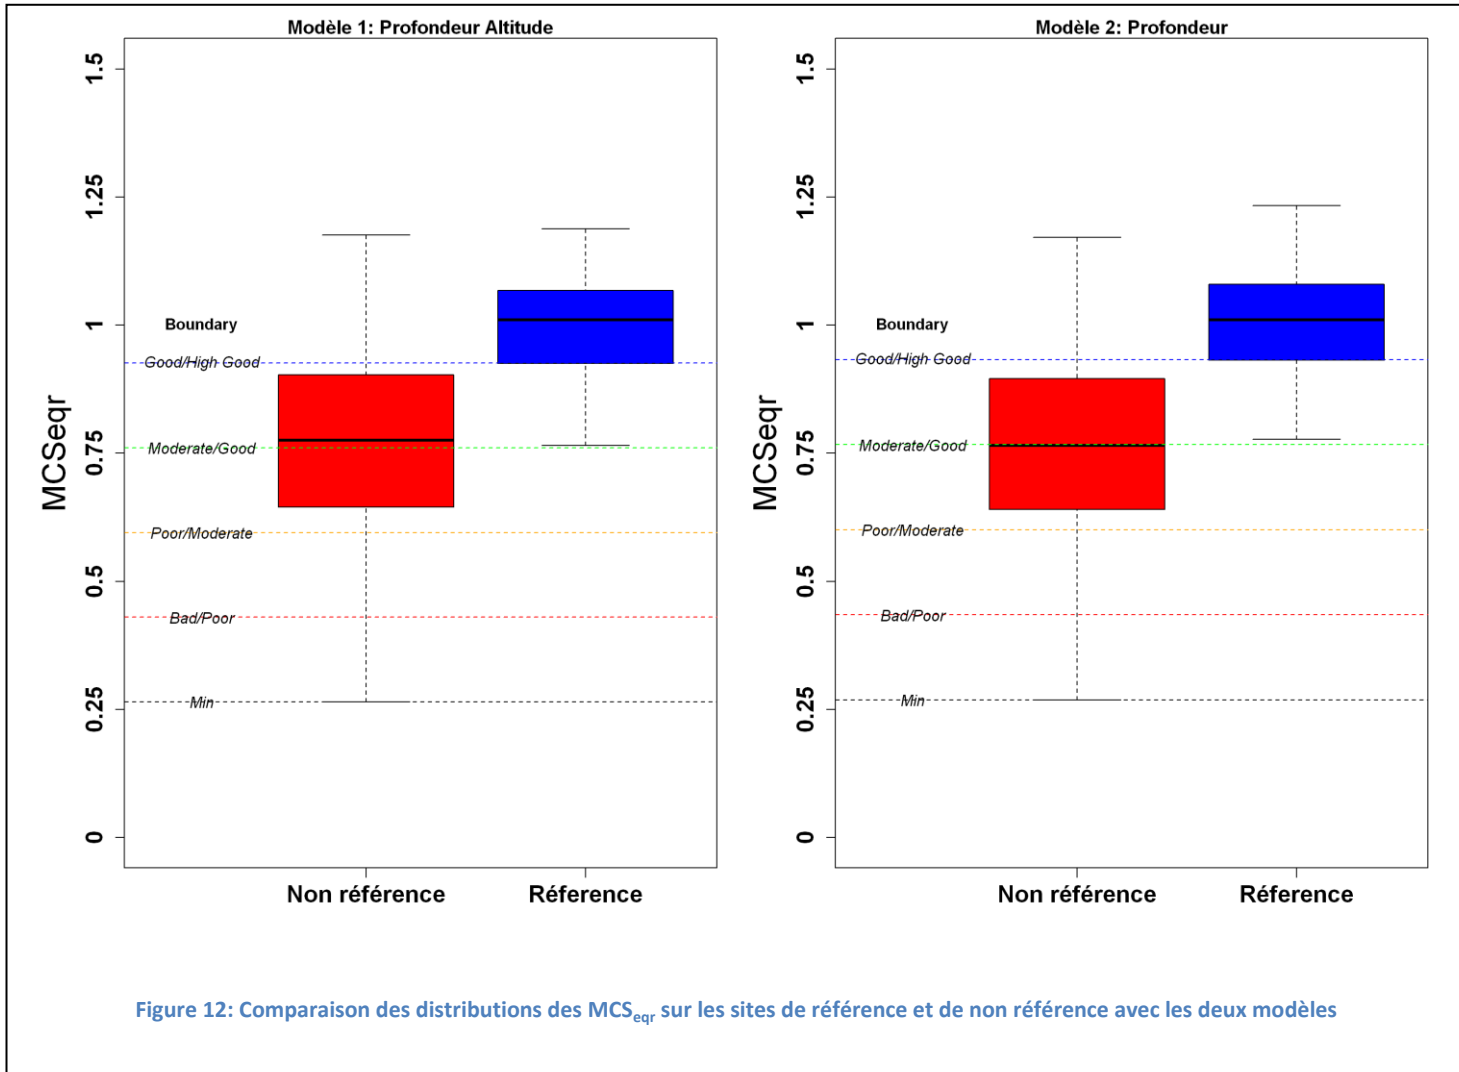 Modèle 1: Profondeur Altitude
MCSeqr
1.5
1.25
1
0.75
0.5
0.25
0
Boundary
Good/High Good
Moderate/Good
Poor/Moderate
Bad/Poor
Min
Non référence
Réference
Modèle 2: Profondeur
MCSeqr
1.5
1.25
1
0.75
0.5
0.25
0
Boundary
Good/High Good
Moderate/Good
Poor/Moderate
Bad/Poor
Min
Non référence
Réference
Figure 12: Comparaison des distributions des MCSeqr sur les sites de référence et de non référence avec les deux modèles